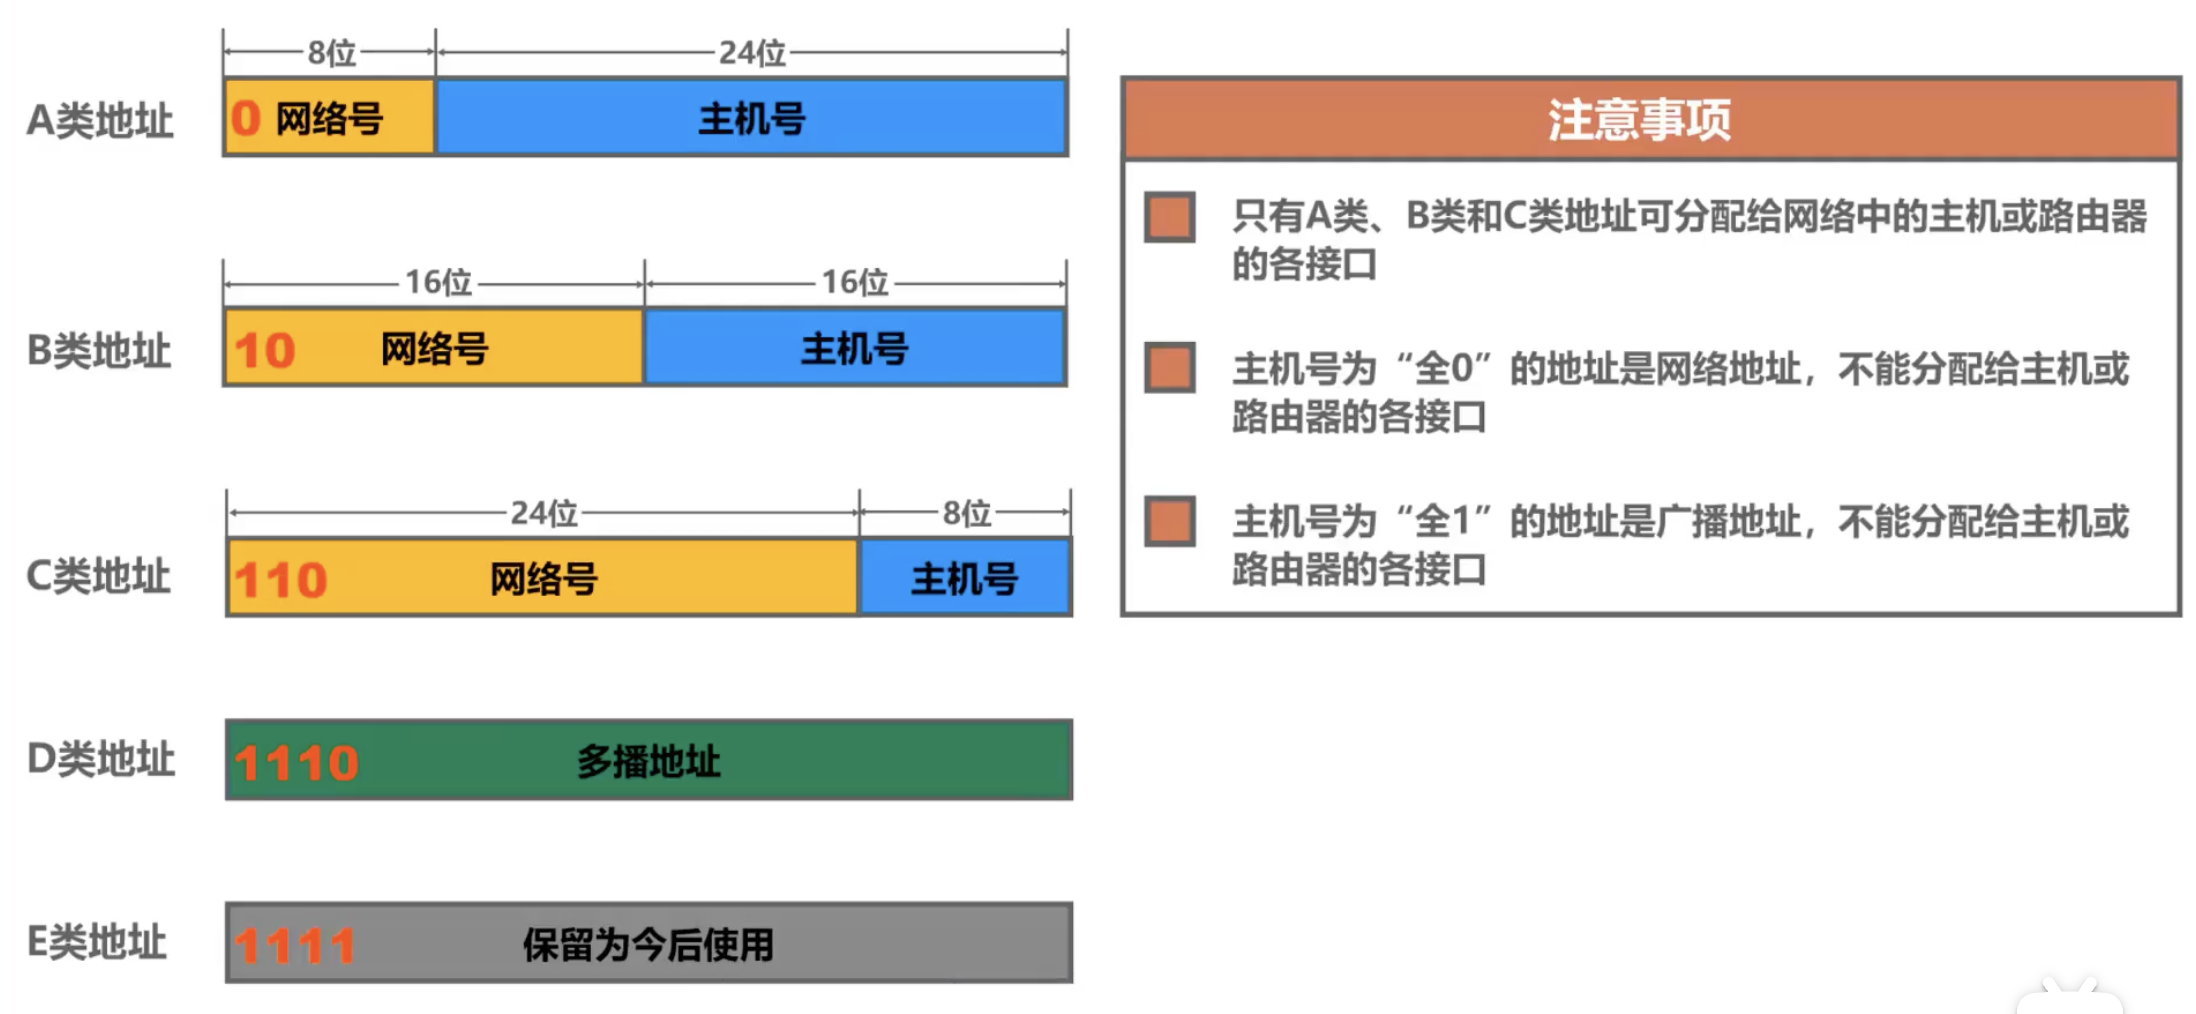 8位 24位
A类地址 0 网络号 主机号
16位 16位
B类地址 10 网络号 主机号
24位 8位
C类地址 110 网络号 主机号
D类地址 1110 多播地址
E类地址 1111 保留为今后使用
注意事项
只有A类、B类和C类地址可分配给网络中的主机或路由器
的各接口
主机号为“全0”的地址是网络地址，不能分配给主机或
路由器的各接口
主机号为“全1”的地址是广播地址，不能分配给主机或
路由器的各接口